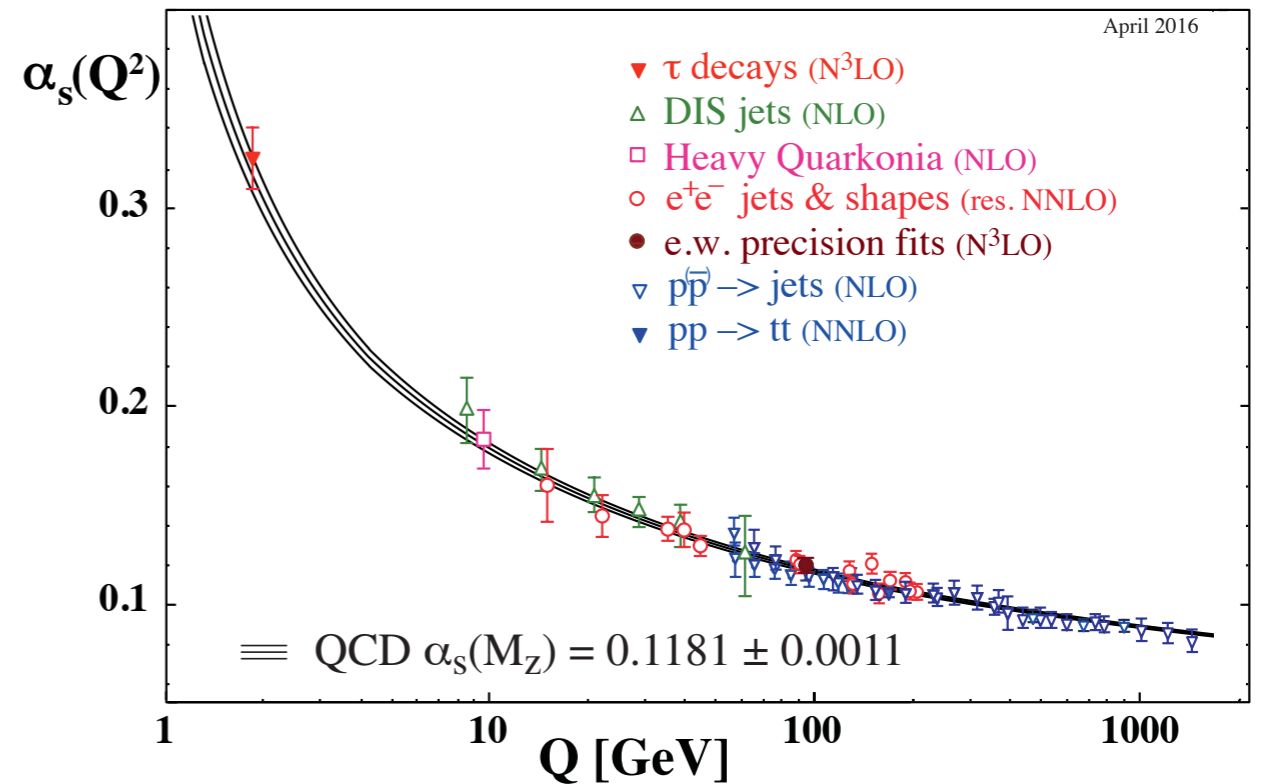 April 2016
αs(Q²)
τ decays (N³LO)
DIS jets (NLO)
Heavy Quarkonia (NLO)
e⁺e⁻ jets & shapes (res. NNLO)
e.w. precision fits (N³LO)
p(p̅) –> jets (NLO)
pp –> tt (NNLO)
0.3
0.2
0.1
QCD αs(Mz) = 0.1181 ± 0.0011
1 10 100 1000
Q [GeV]